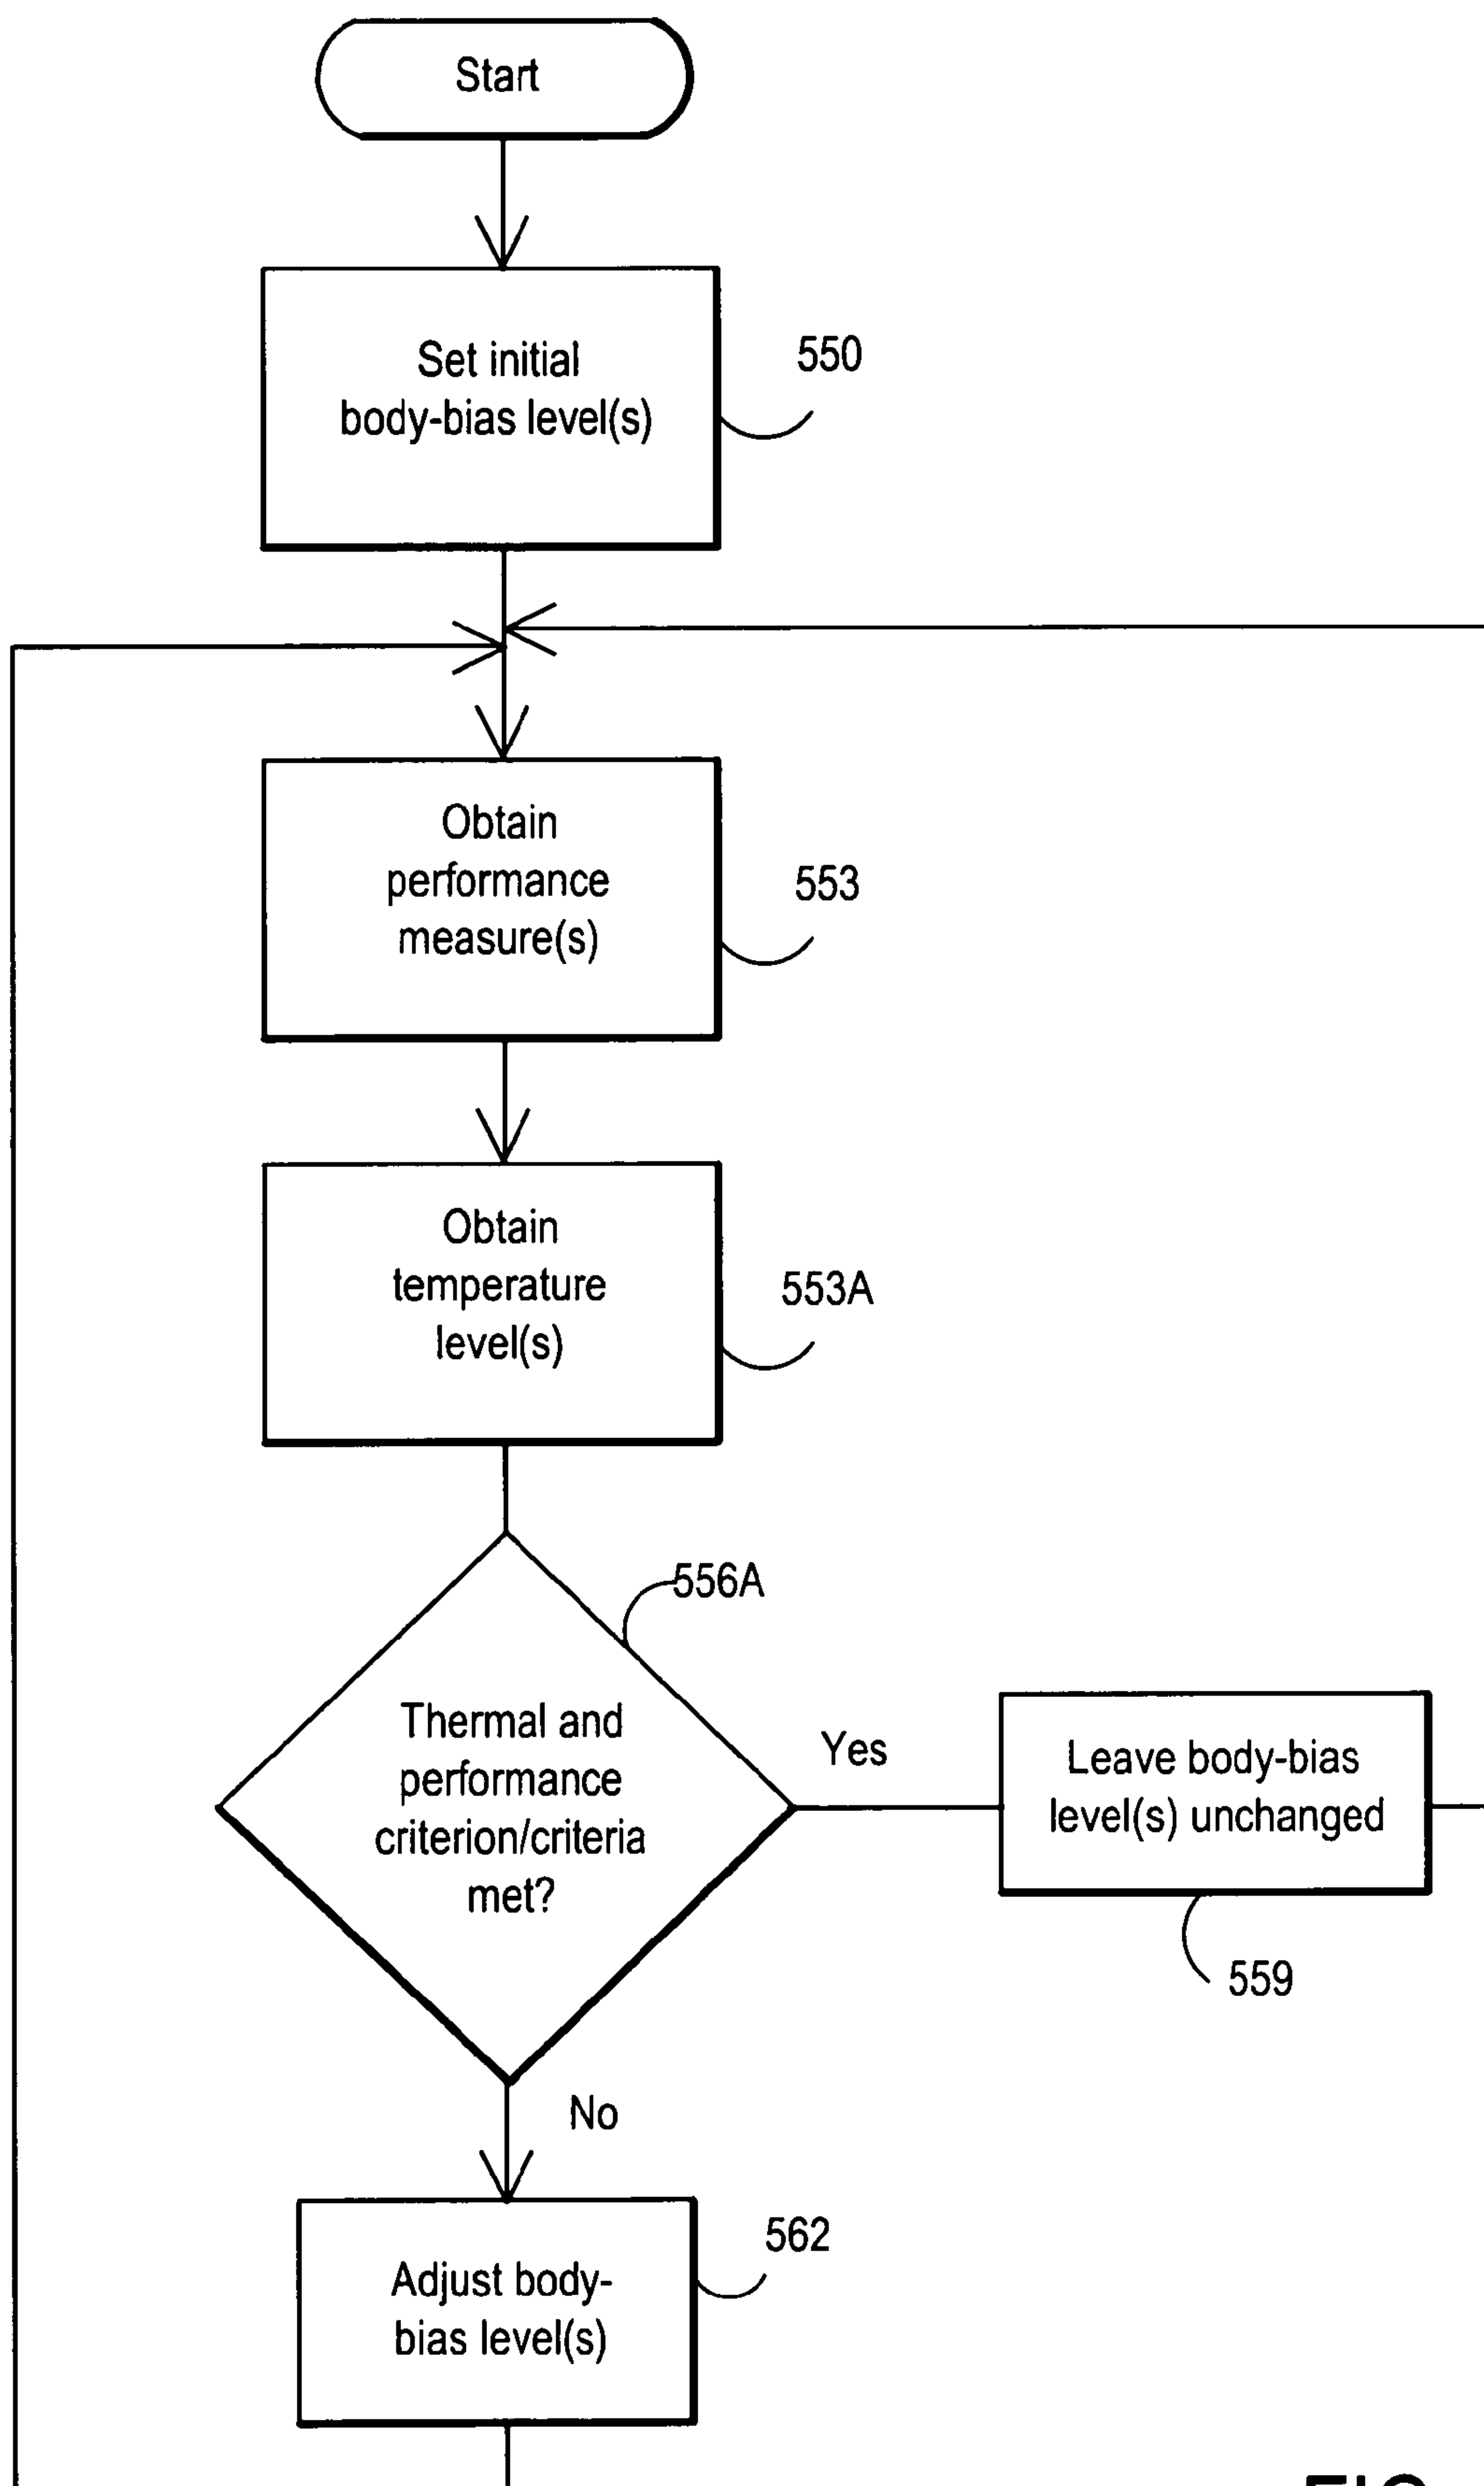 Start
Set initial
body-bias level(s)
550
Obtain
performance
measure(s)
553
Obtain
temperature
level(s)
553A
556A
Thermal and
performance
criterion/criteria
met?
Yes
Leave body-bias
level(s) unchanged
559
No
562
Adjust body-
bias level(s)